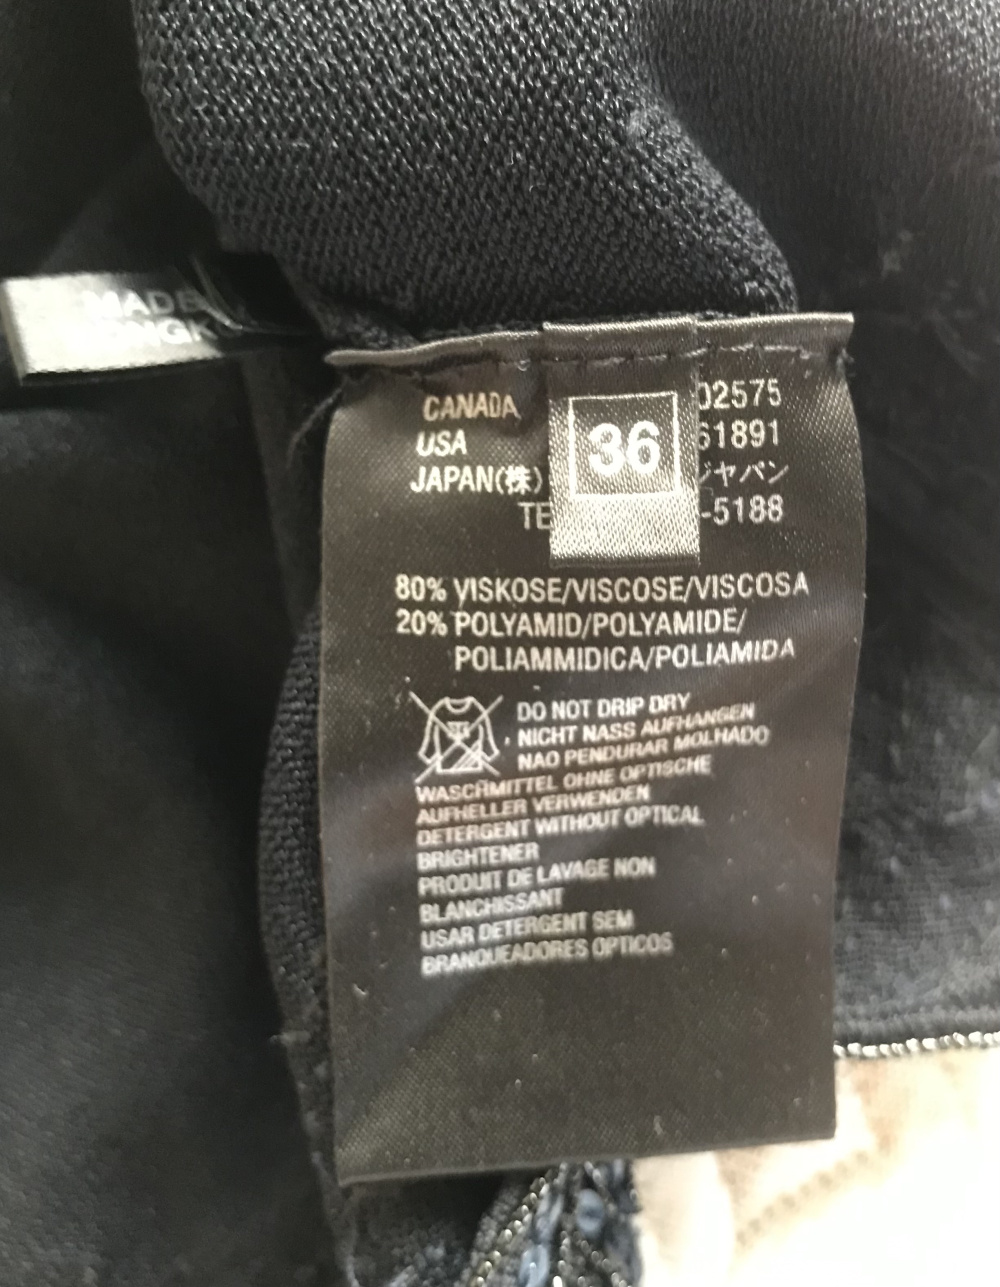 MADE
CANADA 02575
USA 61891
JAPAN(株) ジヤパン
TE -5188
36
80% VISKOSE/VISCOSE/VISCOSA
20% POLYAMID/POLYAMIDE/
POLIAMMIDICA/POLIAMIDA
DO NOT DRIP DRY
NICHT NASS AUFHANGEN
NAO PENDURAR MOLHADO
WASCHMITTEL OHNE OPTISCHE
AUFHELLER VERWENDEN
DETERGENT WITHOUT OPTICAL
BRIGHTENER
PRODUIT DE LAVAGE NON
BLANCHISSANT
USAR DETERGENT SEM
BRANQUEADORES OPTICOS